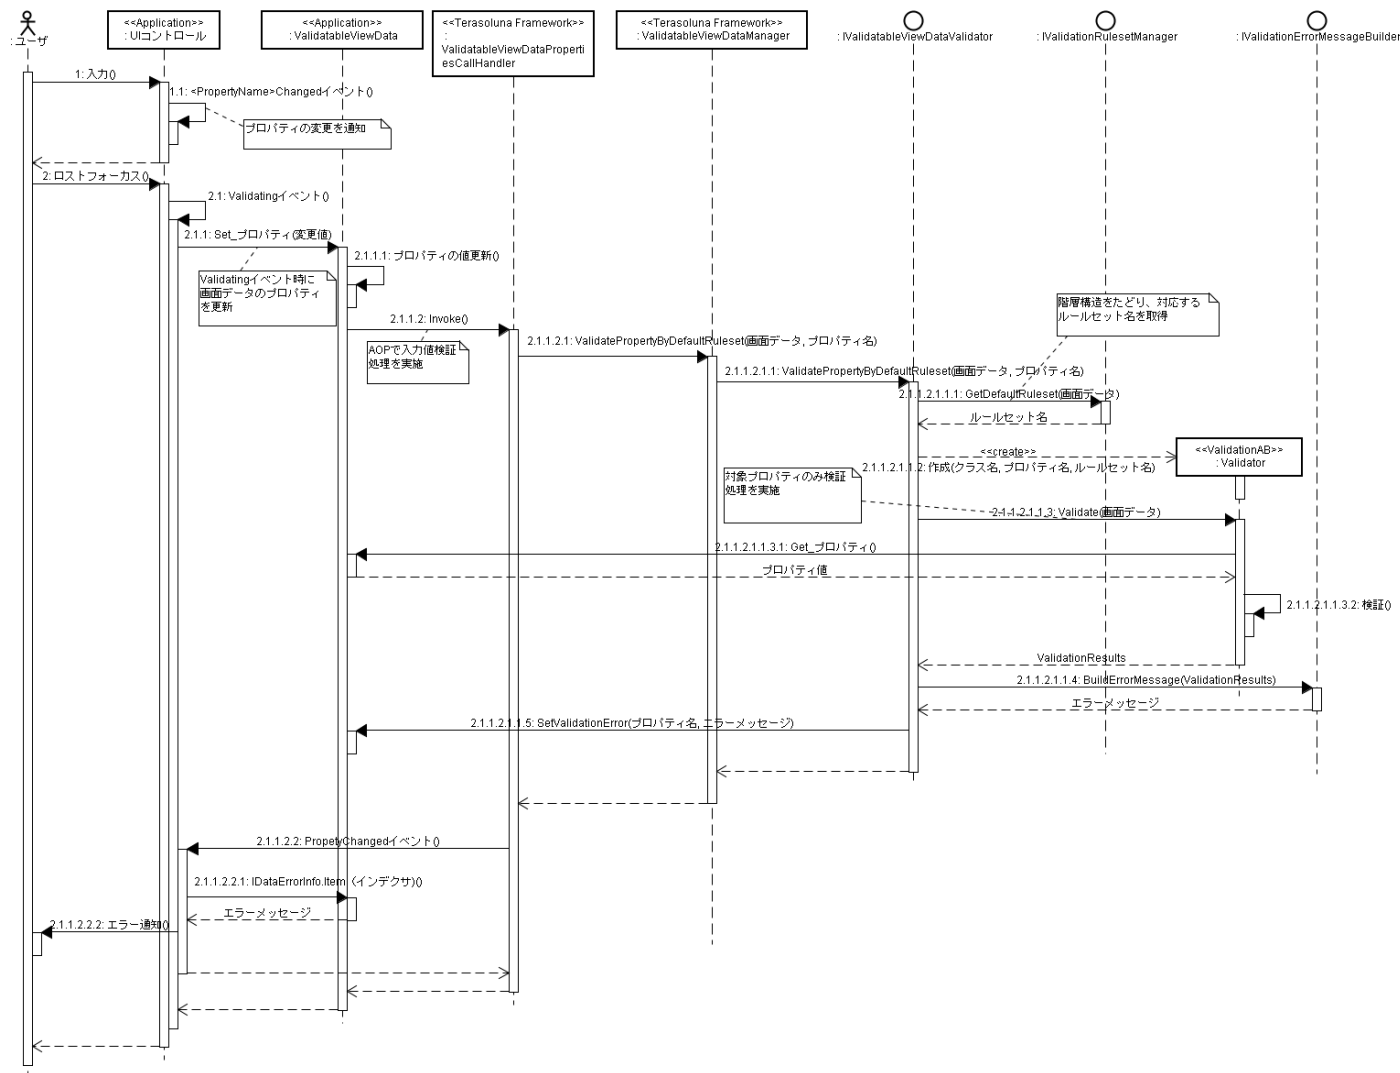 : ユーザ
<<Application>>
: UIコントロール
<<Application>>
: ValidatableViewData
<<Terasoluna Framework>>
:
ValidatableViewDataProperti
esCallHandler
<<Terasoluna Framework>>
: ValidatableViewDataManager
: IValidatableViewDataValidator
: IValidationRulesetManager
: IValidationErrorMessageBuilder
1: 入力()
1.1: <PropertyName>Changedイベント()
プロパティの変更を通知
2: ロストフォーカス()
2.1: Validatingイベント()
2.1.1: Set_プロパティ(変更値)
2.1.1.1: プロパティの値更新()
Validatingイベント時に
画面データのプロパティ
を更新
2.1.1.2: Invoke()
AOPで入力値検証
処理を実施
階層構造をたどり、対応する
ルールセット名を取得
2.1.1.2.1: ValidatePropertyByDefaultRuleset(画面データ, プロパティ名)
2.1.1.2.1.1: ValidatePropertyByDefaultRuleset(画面データ, プロパティ名)
2.1.1.2.1.1.1: GetDefaultRuleset(画面データ)
ルールセット名
<<create>>
2.1.1.2.1.1.2: 作成(クラス名, プロパティ名, ルールセット名)
<<ValidationAB>>
: Validator
対象プロパティのみ検証
処理を実施
2.1.1.2.1.1.3: Validate(画面データ)
2.1.1.2.1.1.3.1: Get_プロパティ()
プロパティ値
2.1.1.2.1.1.3.2: 検証()
ValidationResults
2.1.1.2.1.1.4: BuildErrorMessage(ValidationResults)
エラーメッセージ
2.1.1.2.1.1.5: SetValidationError(プロパティ名, エラーメッセージ)
2.1.1.2.2: PropetyChangedイベント()
2.1.1.2.2.1: IDataErrorInfo.Item（インデクサ)()
エラーメッセージ
2.1.1.2.2.2: エラー通知()